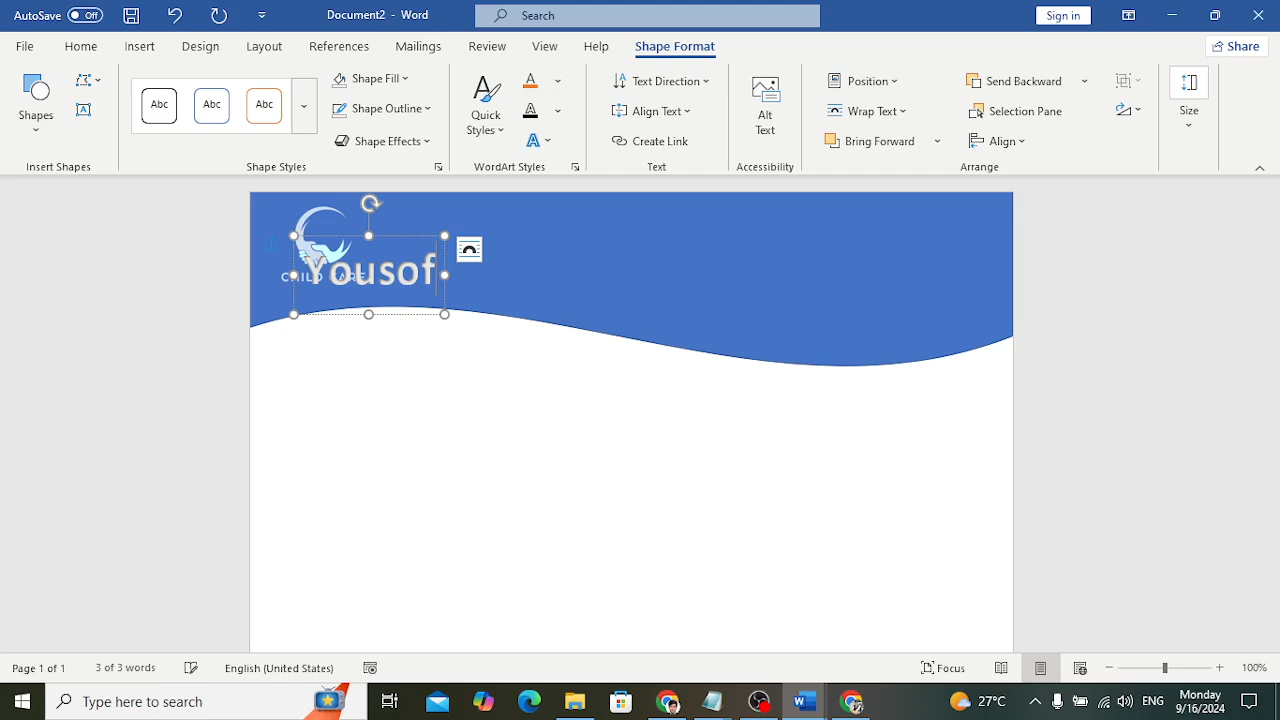 AutoSave Off Document2 - Word Search Sign in
File Home Insert Design Layout References Mailings Review View Help Shape Format Share
Shapes
Abc Abc Abc
Shape Fill
Shape Outline
Shape Effects
Quick Styles
Text Direction
Align Text
Create Link
Alt Text
Position
Wrap Text
Bring Forward
Send Backward
Selection Pane
Align
Size
Insert Shapes Shape Styles WordArt Styles Text Accessibility Arrange
Yousof
CHILD CARE
Page 1 of 1 3 of 3 words English (United States) Focus 100%
Type here to search 27°C ENG Monday
9/16/2024